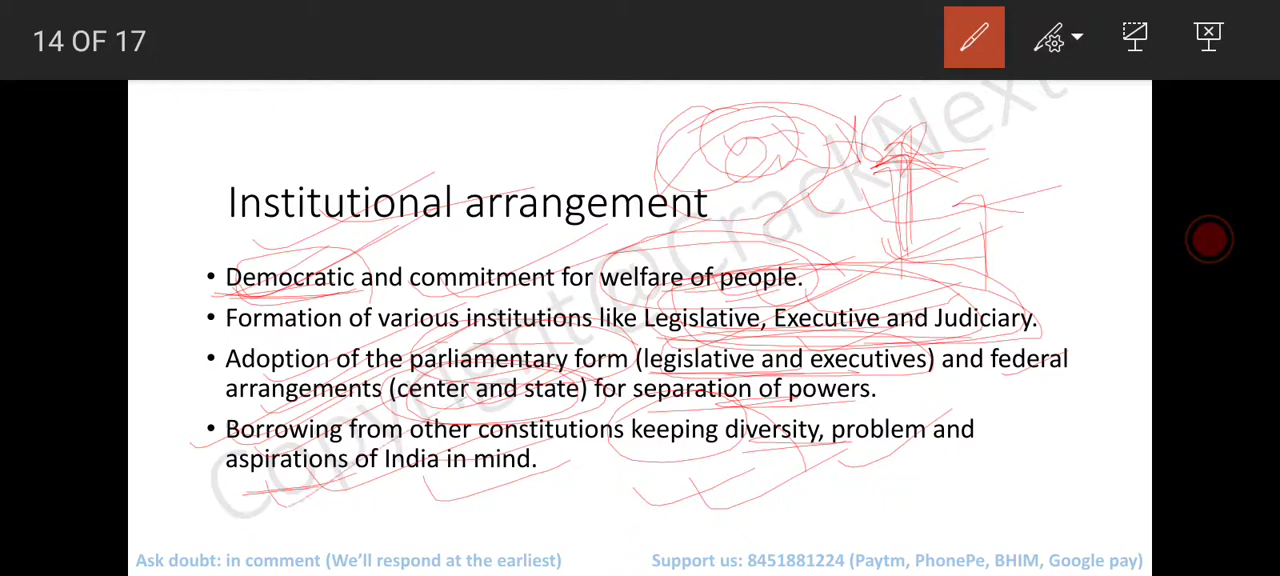 14 OF 17
Copyright@CrackNext
Institutional arrangement
• Democratic and commitment for welfare of people.
• Formation of various institutions like Legislative, Executive and Judiciary.
• Adoption of the parliamentary form (legislative and executives) and federal
arrangements (center and state) for separation of powers.
• Borrowing from other constitutions keeping diversity, problem and
aspirations of India in mind.
Ask doubt: in comment (We'll respond at the earliest)
Support us: 8451881224 (Paytm, PhonePe, BHIM, Google pay)